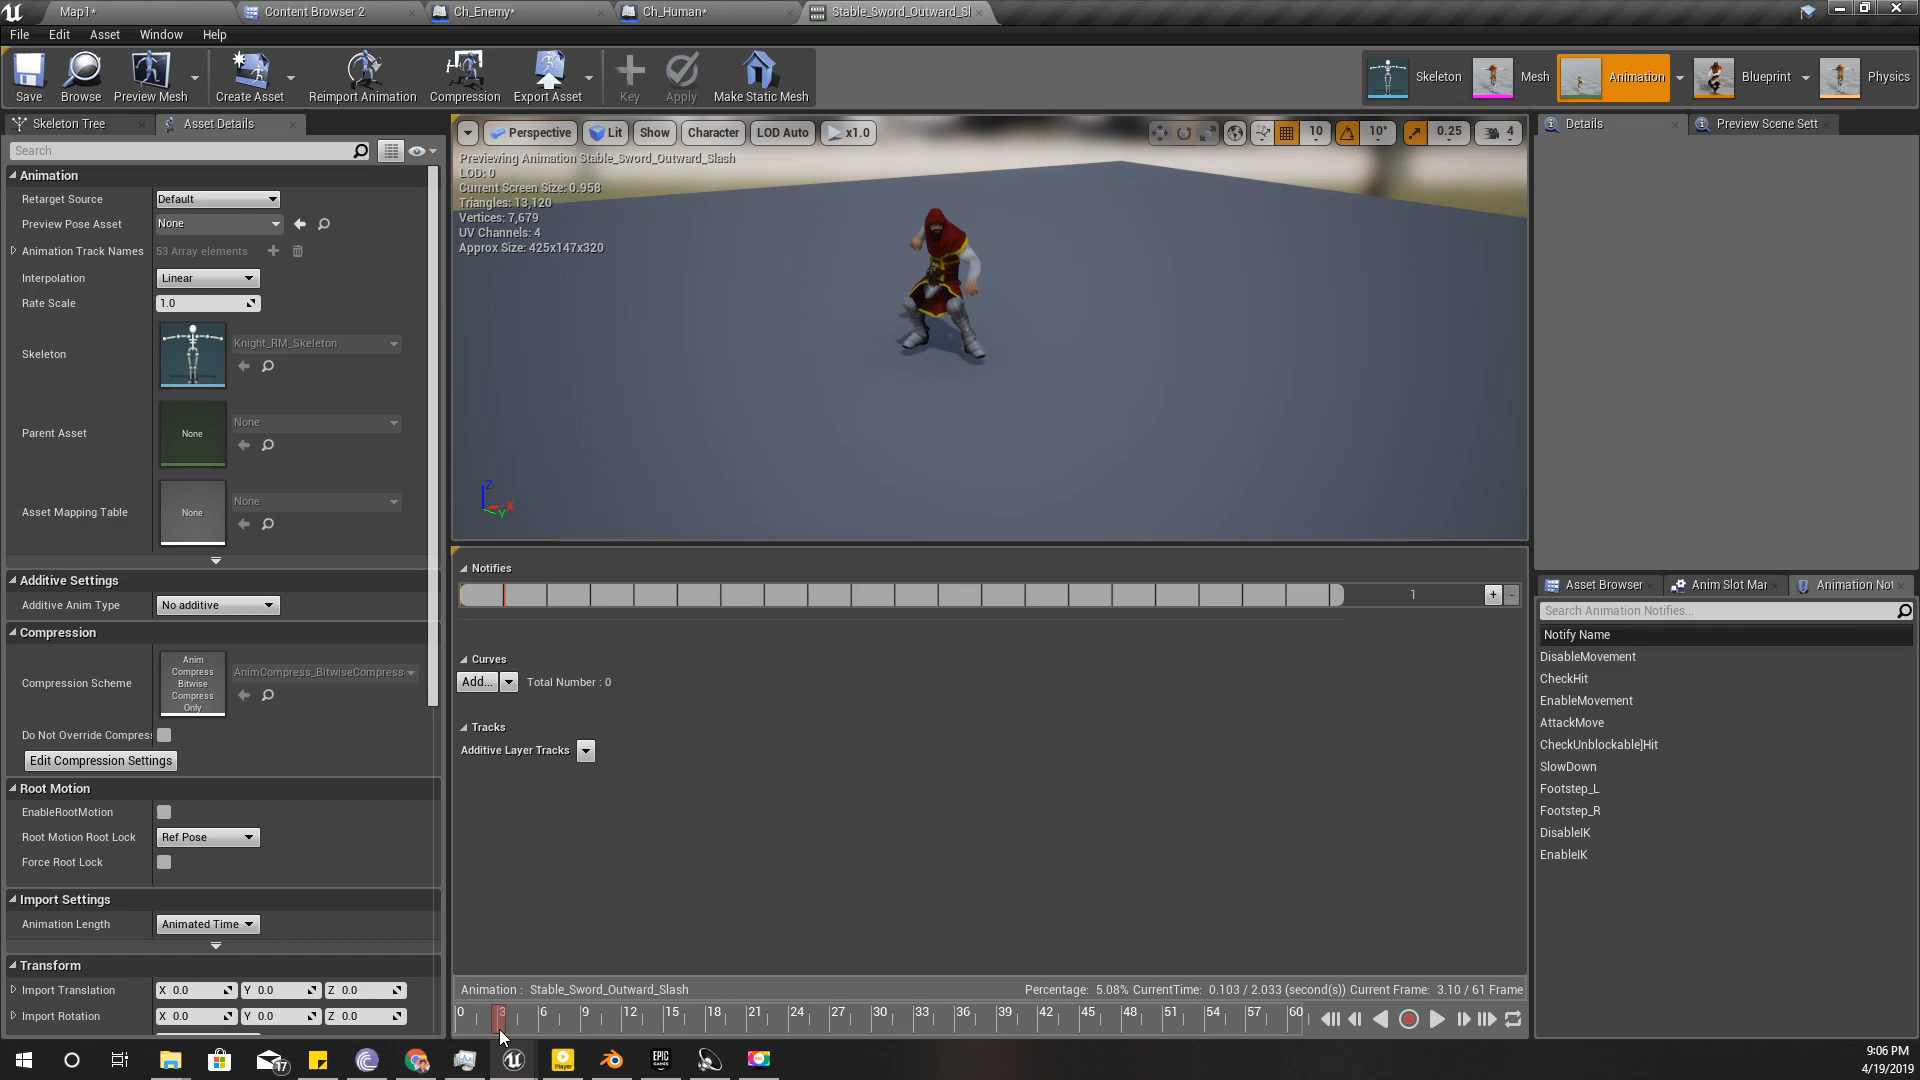 Map1*
Content Browser 2
Ch_Enemy*
Ch_Human*
Stable_Sword_Outward_Sl
File Edit Asset Window Help
Save
Browse
Preview Mesh
Create Asset
Reimport Animation
Compression
Export Asset
Key
Apply
Make Static Mesh
Skeleton
Mesh
Animation
Blueprint
Physics
Skeleton Tree
Asset Details
Search
Animation
Retarget Source Default
Preview Pose Asset None
Animation Track Names 53 Array elements
Interpolation Linear
Rate Scale 1.0
Skeleton Knight_RM_Skeleton
Parent Asset None None
Asset Mapping Table None None
Additive Settings
Additive Anim Type No additive
Compression
Compression Scheme
Anim
Compress
Bitwise
Compress
Only
AnimCompress_BitwiseCompress
Do Not Override Compres
Edit Compression Settings
Root Motion
EnableRootMotion
Root Motion Root Lock Ref Pose
Force Root Lock
Import Settings
Animation Length Animated Time
Transform
Import Translation X 0.0 Y 0.0 Z 0.0
Import Rotation X 0.0 Y 0.0 Z 0.0
Perspective Lit Show Character LOD Auto x1.0
10 10° 0.25 4
Previewing Animation Stable_Sword_Outward_Slash
LOD: 0
Current Screen Size: 0.958
Triangles: 13,120
Vertices: 7,679
UV Channels: 4
Approx Size: 425x147x320
Z
X
Y
Notifies
1
+ -
Curves
Add... Total Number : 0
Tracks
Additive Layer Tracks
Animation : Stable_Sword_Outward_Slash
Percentage: 5.08% CurrentTime: 0.103 / 2.033 (second(s)) Current Frame: 3.10 / 61 Frame
0 3 6 9 12 15 18 21 24 27 30 33 36 39 42 45 48 51 54 57 60
Details
Preview Scene Sett
Asset Browser
Anim Slot Mar
Animation Not
Search Animation Notifies...
Notify Name
DisableMovement
CheckHit
EnableMovement
AttackMove
CheckUnblockable]Hit
SlowDown
Footstep_L
Footstep_R
DisableIK
EnableIK
17
Player
EPIC
GAMES
9:06 PM
4/19/2019